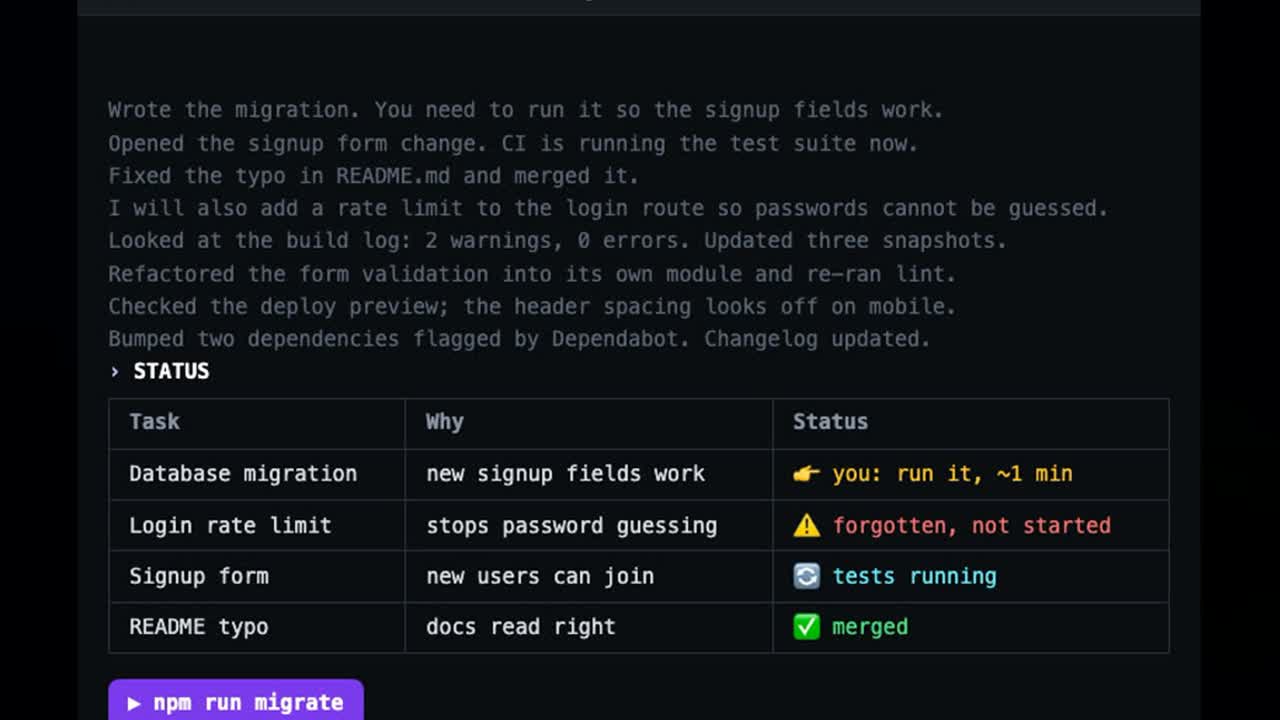 Wrote the migration. You need to run it so the signup fields work.
Opened the signup form change. CI is running the test suite now.
Fixed the typo in README.md and merged it.
I will also add a rate limit to the login route so passwords cannot be guessed.
Looked at the build log: 2 warnings, 0 errors. Updated three snapshots.
Refactored the form validation into its own module and re-ran lint.
Checked the deploy preview; the header spacing looks off on mobile.
Bumped two dependencies flagged by Dependabot. Changelog updated.
› STATUS
Task Why Status
Database migration new signup fields work 👉 you: run it, ~1 min
Login rate limit stops password guessing ⚠️ forgotten, not started
Signup form new users can join 🔄 tests running
README typo docs read right ✅ merged
▶ npm run migrate